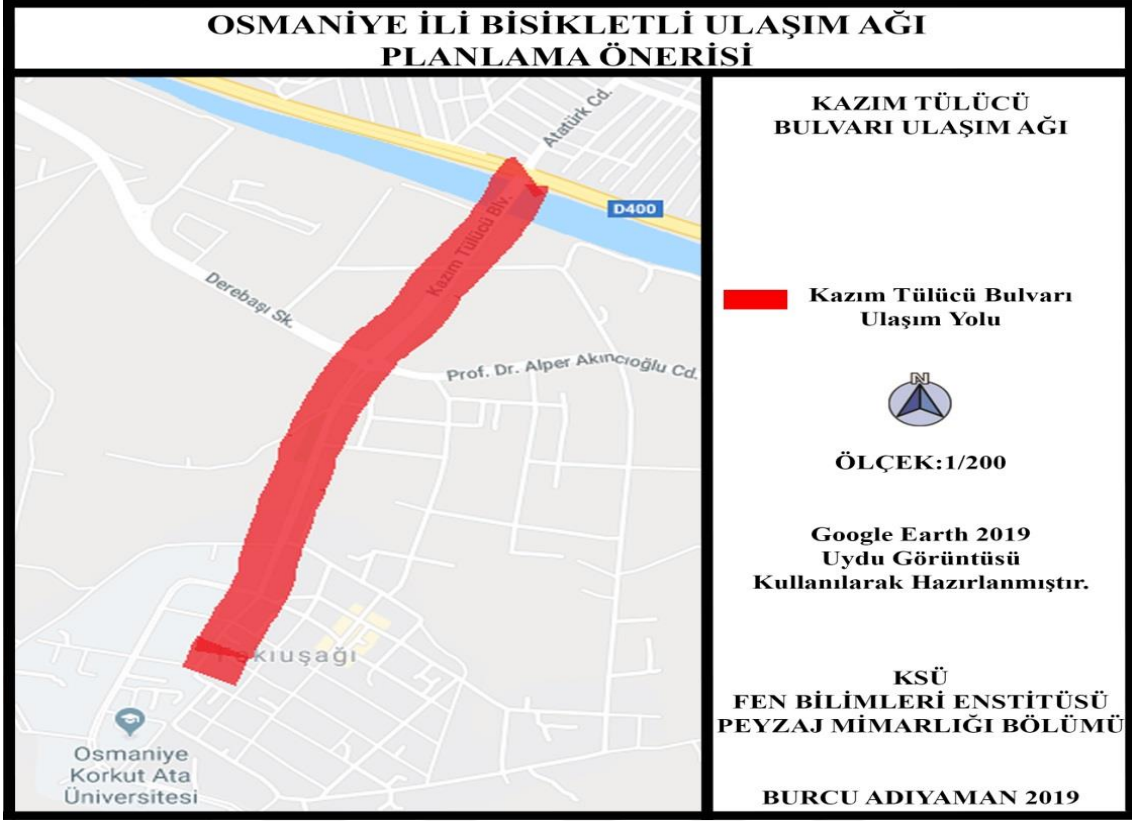 OSMANİYE İLİ BİSİKLETLİ ULAŞIM AĞI
PLANLAMA ÖNERİSİ
Atatürk Cd.
D400
Kazım Tülücü Blv.
Derebaşı Sk.
Prof. Dr. Alper Akıncıoğlu Cd.
Osmaniye
Korkut Ata
Üniversitesi
KAZIM TÜLÜCÜ
BULVARI ULAŞIM AĞI
Kazım Tülücü Bulvarı
Ulaşım Yolu
N
ÖLÇEK:1/200
Google Earth 2019
Uydu Görüntüsü
Kullanılarak Hazırlanmıştır.
KSÜ
FEN BİLİMLERİ ENSTİTÜSÜ
PEYZAJ MİMARLIĞI BÖLÜMÜ
BURCU ADIYAMAN 2019